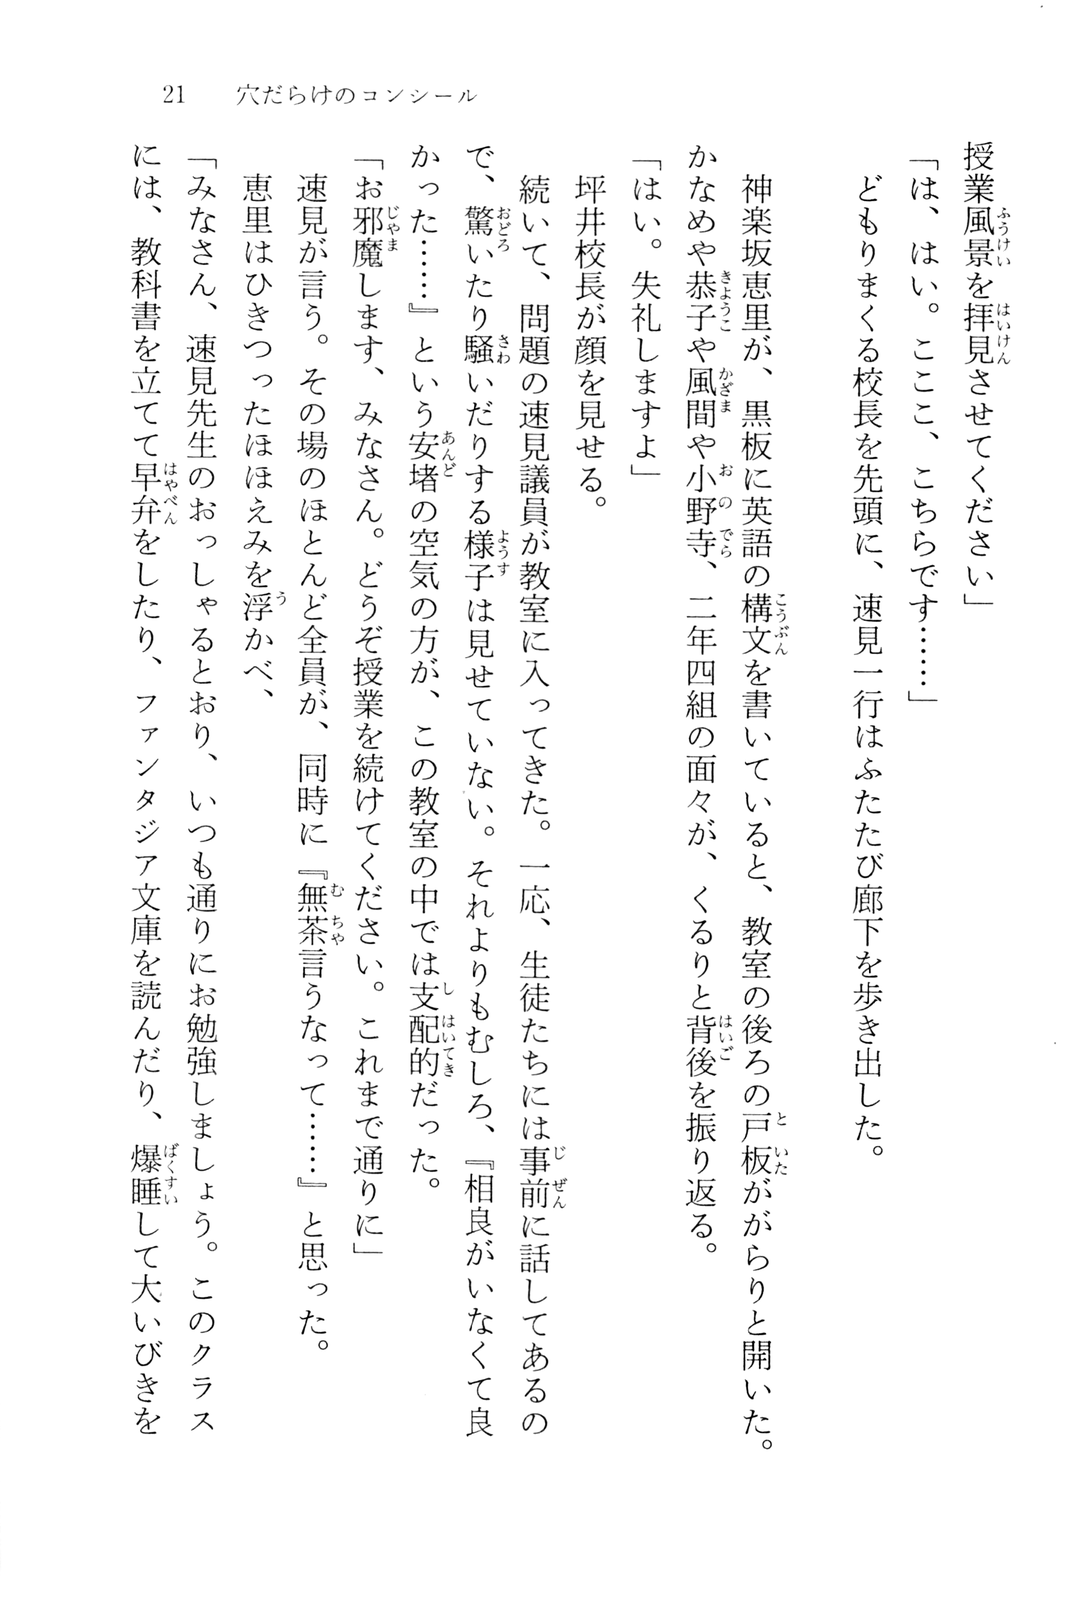 21　穴だらけのコンシール
授業風景を拝見させてください」
「は、はい。こここ、こちらです……」
　どもりまくる校長を先頭に、速見一行はふたたび廊下を歩き出した。
　神楽坂恵里が、黒板に英語の構文を書いていると、教室の後ろの戸板ががらりと開いた。
かなめや恭子や風間や小野寺、二年四組の面々が、くるりと背後を振り返る。
「はい。失礼しますよ」
　坪井校長が顔を見せる。
　続いて、問題の速見議員が教室に入ってきた。一応、生徒たちには事前に話してあるの
で、驚いたり騒いだりする様子は見せていない。それよりもむしろ、『相良がいなくて良
かった……』という安堵の空気の方が、この教室の中では支配的だった。
「お邪魔します、みなさん。どうぞ授業を続けてください。これまで通りに」
　速見が言う。その場のほとんど全員が、同時に『無茶言うなって……』と思った。
　恵里はひきつったほほえみを浮かべ、
「みなさん、速見先生のおっしゃるとおり、いつも通りにお勉強しましょう。このクラス
には、教科書を立てて早弁をしたり、ファンタジア文庫を読んだり、爆睡して大いびきを